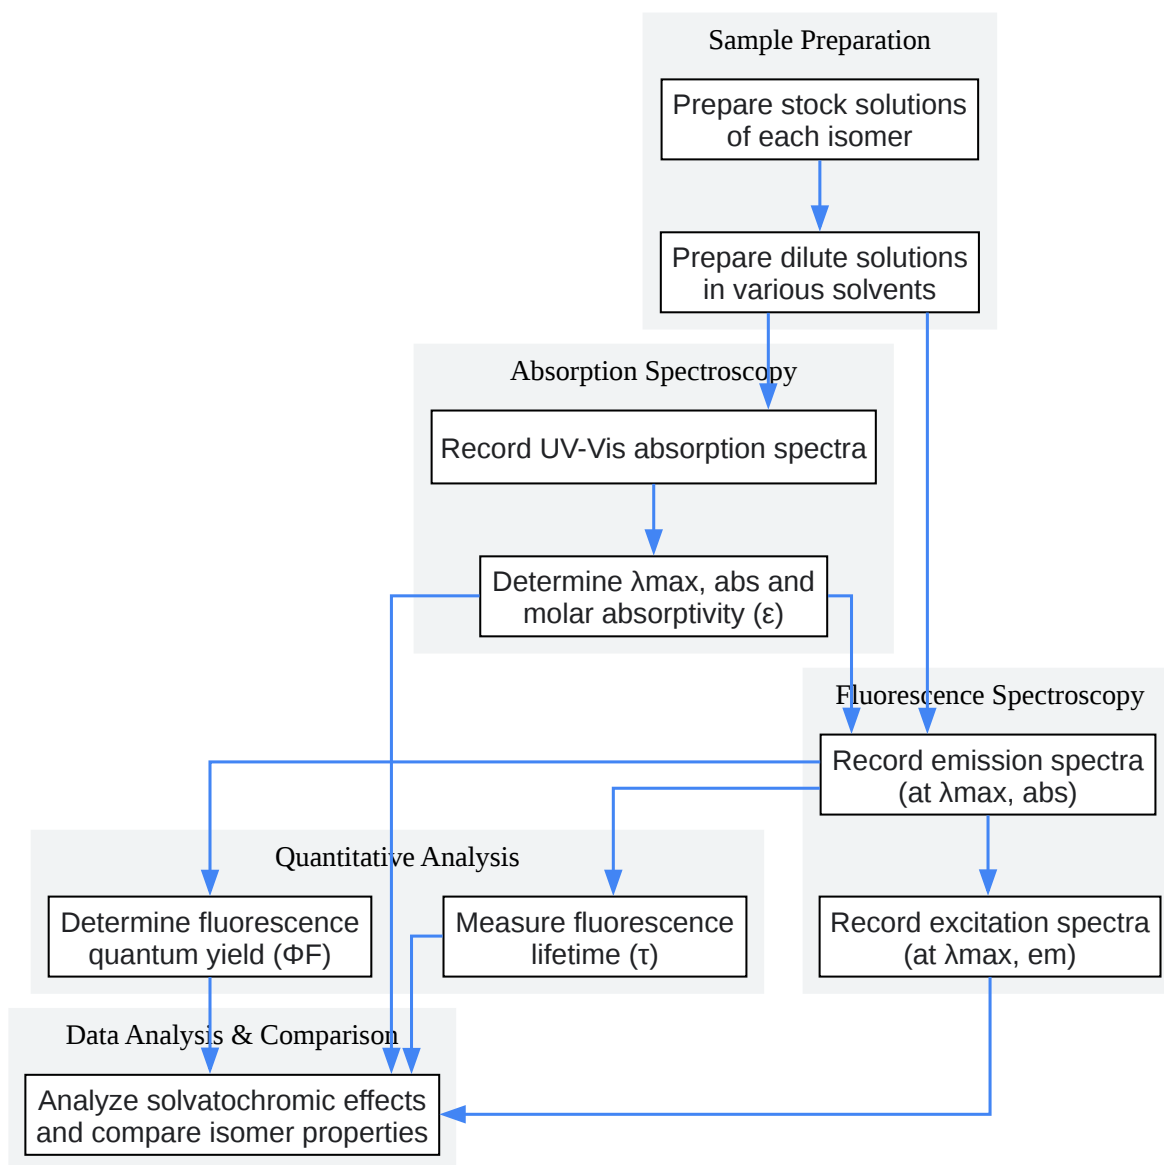 Sample Preparation
Prepare stock solutions
of each isomer
Prepare dilute solutions
in various solvents
Absorption Spectroscopy
Record UV-Vis absorption spectra
Determine λmax, abs and
molar absorptivity (ε)
Fluorescence Spectroscopy
Record emission spectra
(at λmax, abs)
Quantitative Analysis
Determine fluorescence
quantum yield (ΦF)
Measure fluorescence
lifetime (τ)
Record excitation spectra
(at λmax, em)
Data Analysis & Comparison
Analyze solvatochromic effects
and compare isomer properties